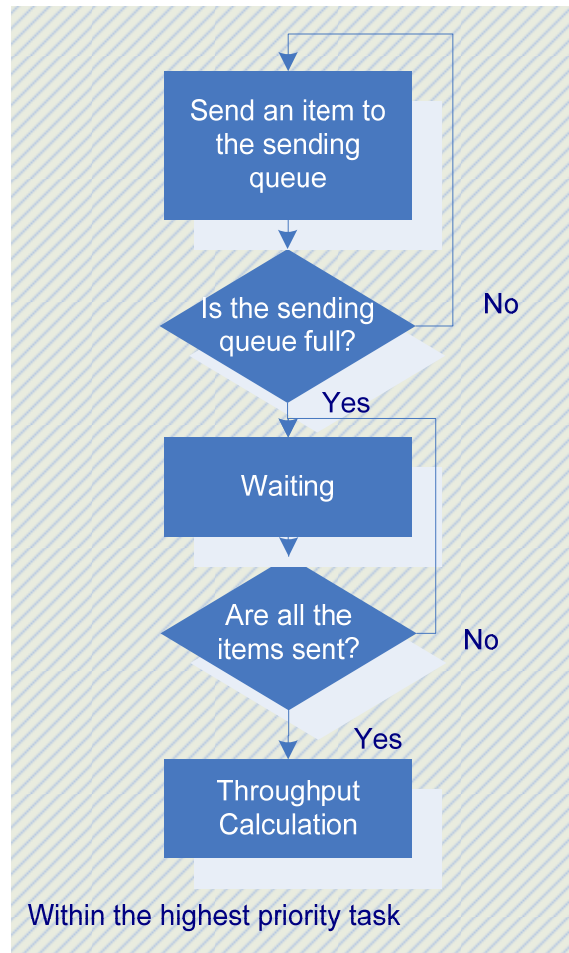 Send an item to
the sending
queue
Is the sending
queue full?
No
Yes
Waiting
Are all the
items sent?
No
Yes
Throughput
Calculation
Within the highest priority task